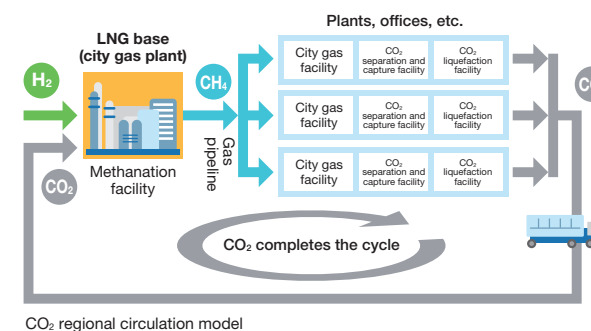 Plants, offices, etc.
LNG base
(city gas plant)
H₂
CH₄
City gas
facility
CO₂
separation and
capture facility
CO₂
liquefaction
facility
City gas
facility
CO₂
separation and
capture facility
CO₂
liquefaction
facility
City gas
facility
CO₂
separation and
capture facility
CO₂
liquefaction
facility
Gas
pipeline
Methanation
facility
CO₂
CO₂ completes the cycle
CO₂ regional circulation model